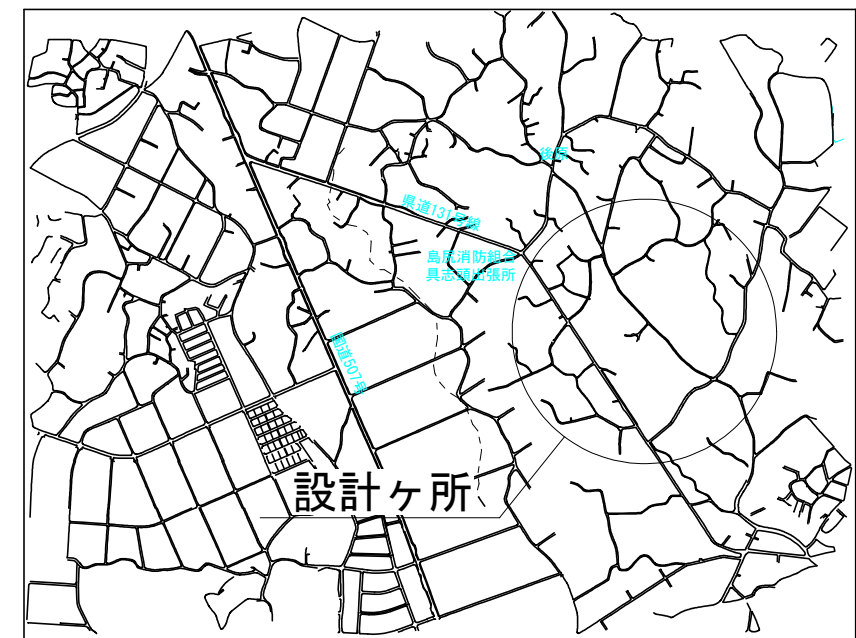 後原
県道131号線
島尻消防組合
具志頭出張所
国道507号
設計ヶ所